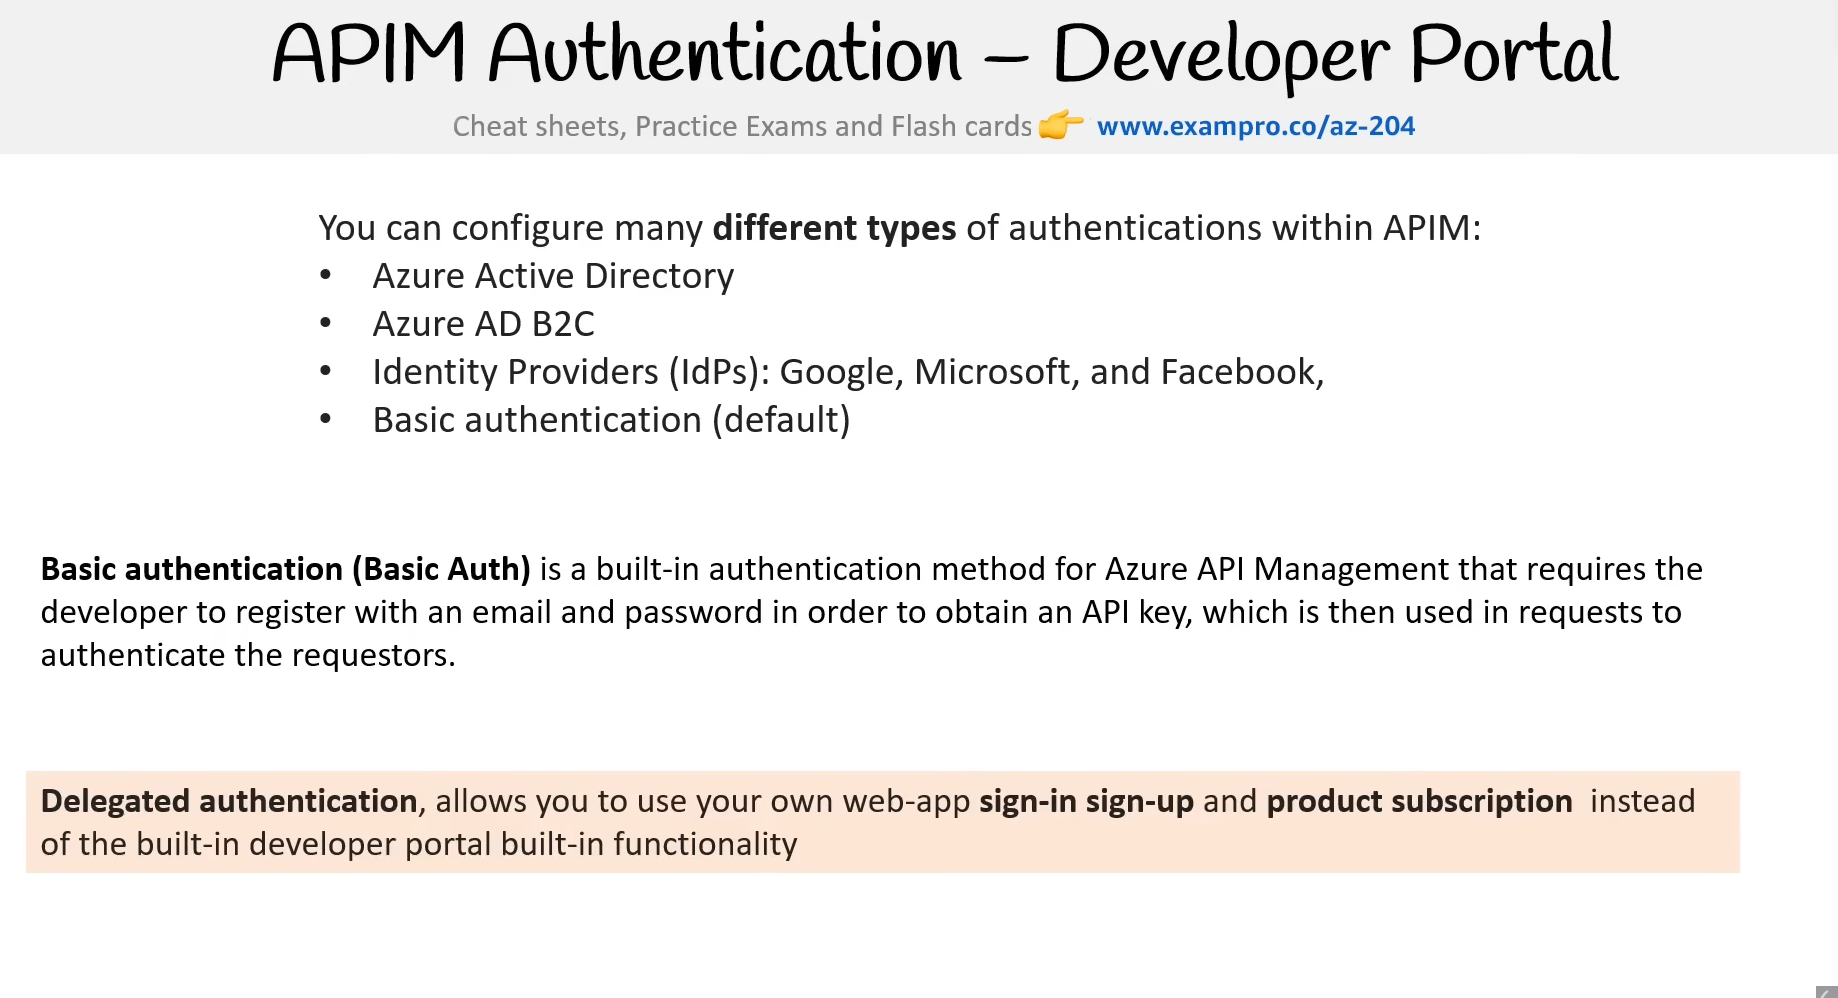 APIM Authentication – Developer Portal
Cheat sheets, Practice Exams and Flash cards 👉 www.exampro.co/az-204
You can configure many different types of authentications within APIM:
• Azure Active Directory
• Azure AD B2C
• Identity Providers (IdPs): Google, Microsoft, and Facebook,
• Basic authentication (default)
Basic authentication (Basic Auth) is a built-in authentication method for Azure API Management that requires the
developer to register with an email and password in order to obtain an API key, which is then used in requests to
authenticate the requestors.
Delegated authentication, allows you to use your own web-app sign-in sign-up and product subscription instead
of the built-in developer portal built-in functionality